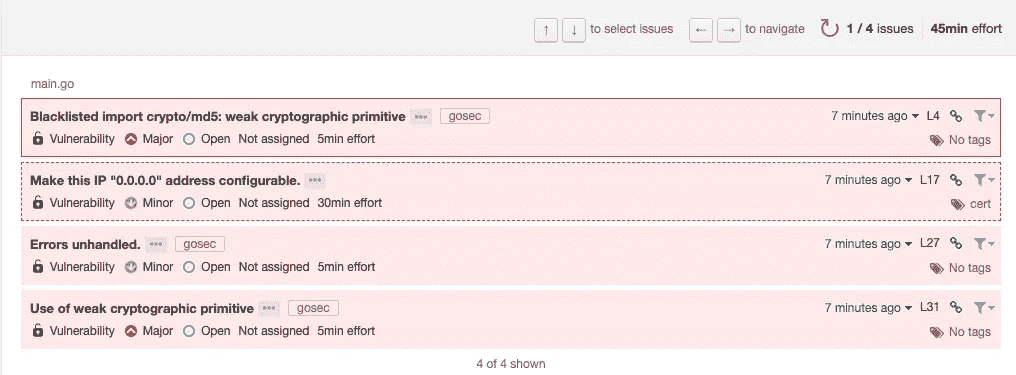 ↑ ↓ to select issues ← → to navigate 1 / 4 issues 45min effort
main.go
Blacklisted import crypto/md5: weak cryptographic primitive ••• gosec 7 minutes ago L4
Vulnerability Major Open Not assigned 5min effort No tags
Make this IP "0.0.0.0" address configurable. ••• 7 minutes ago L17
Vulnerability Minor Open Not assigned 30min effort cert
Errors unhandled. ••• gosec 7 minutes ago L27
Vulnerability Minor Open Not assigned 5min effort No tags
Use of weak cryptographic primitive ••• gosec 7 minutes ago L31
Vulnerability Major Open Not assigned 5min effort No tags
4 of 4 shown